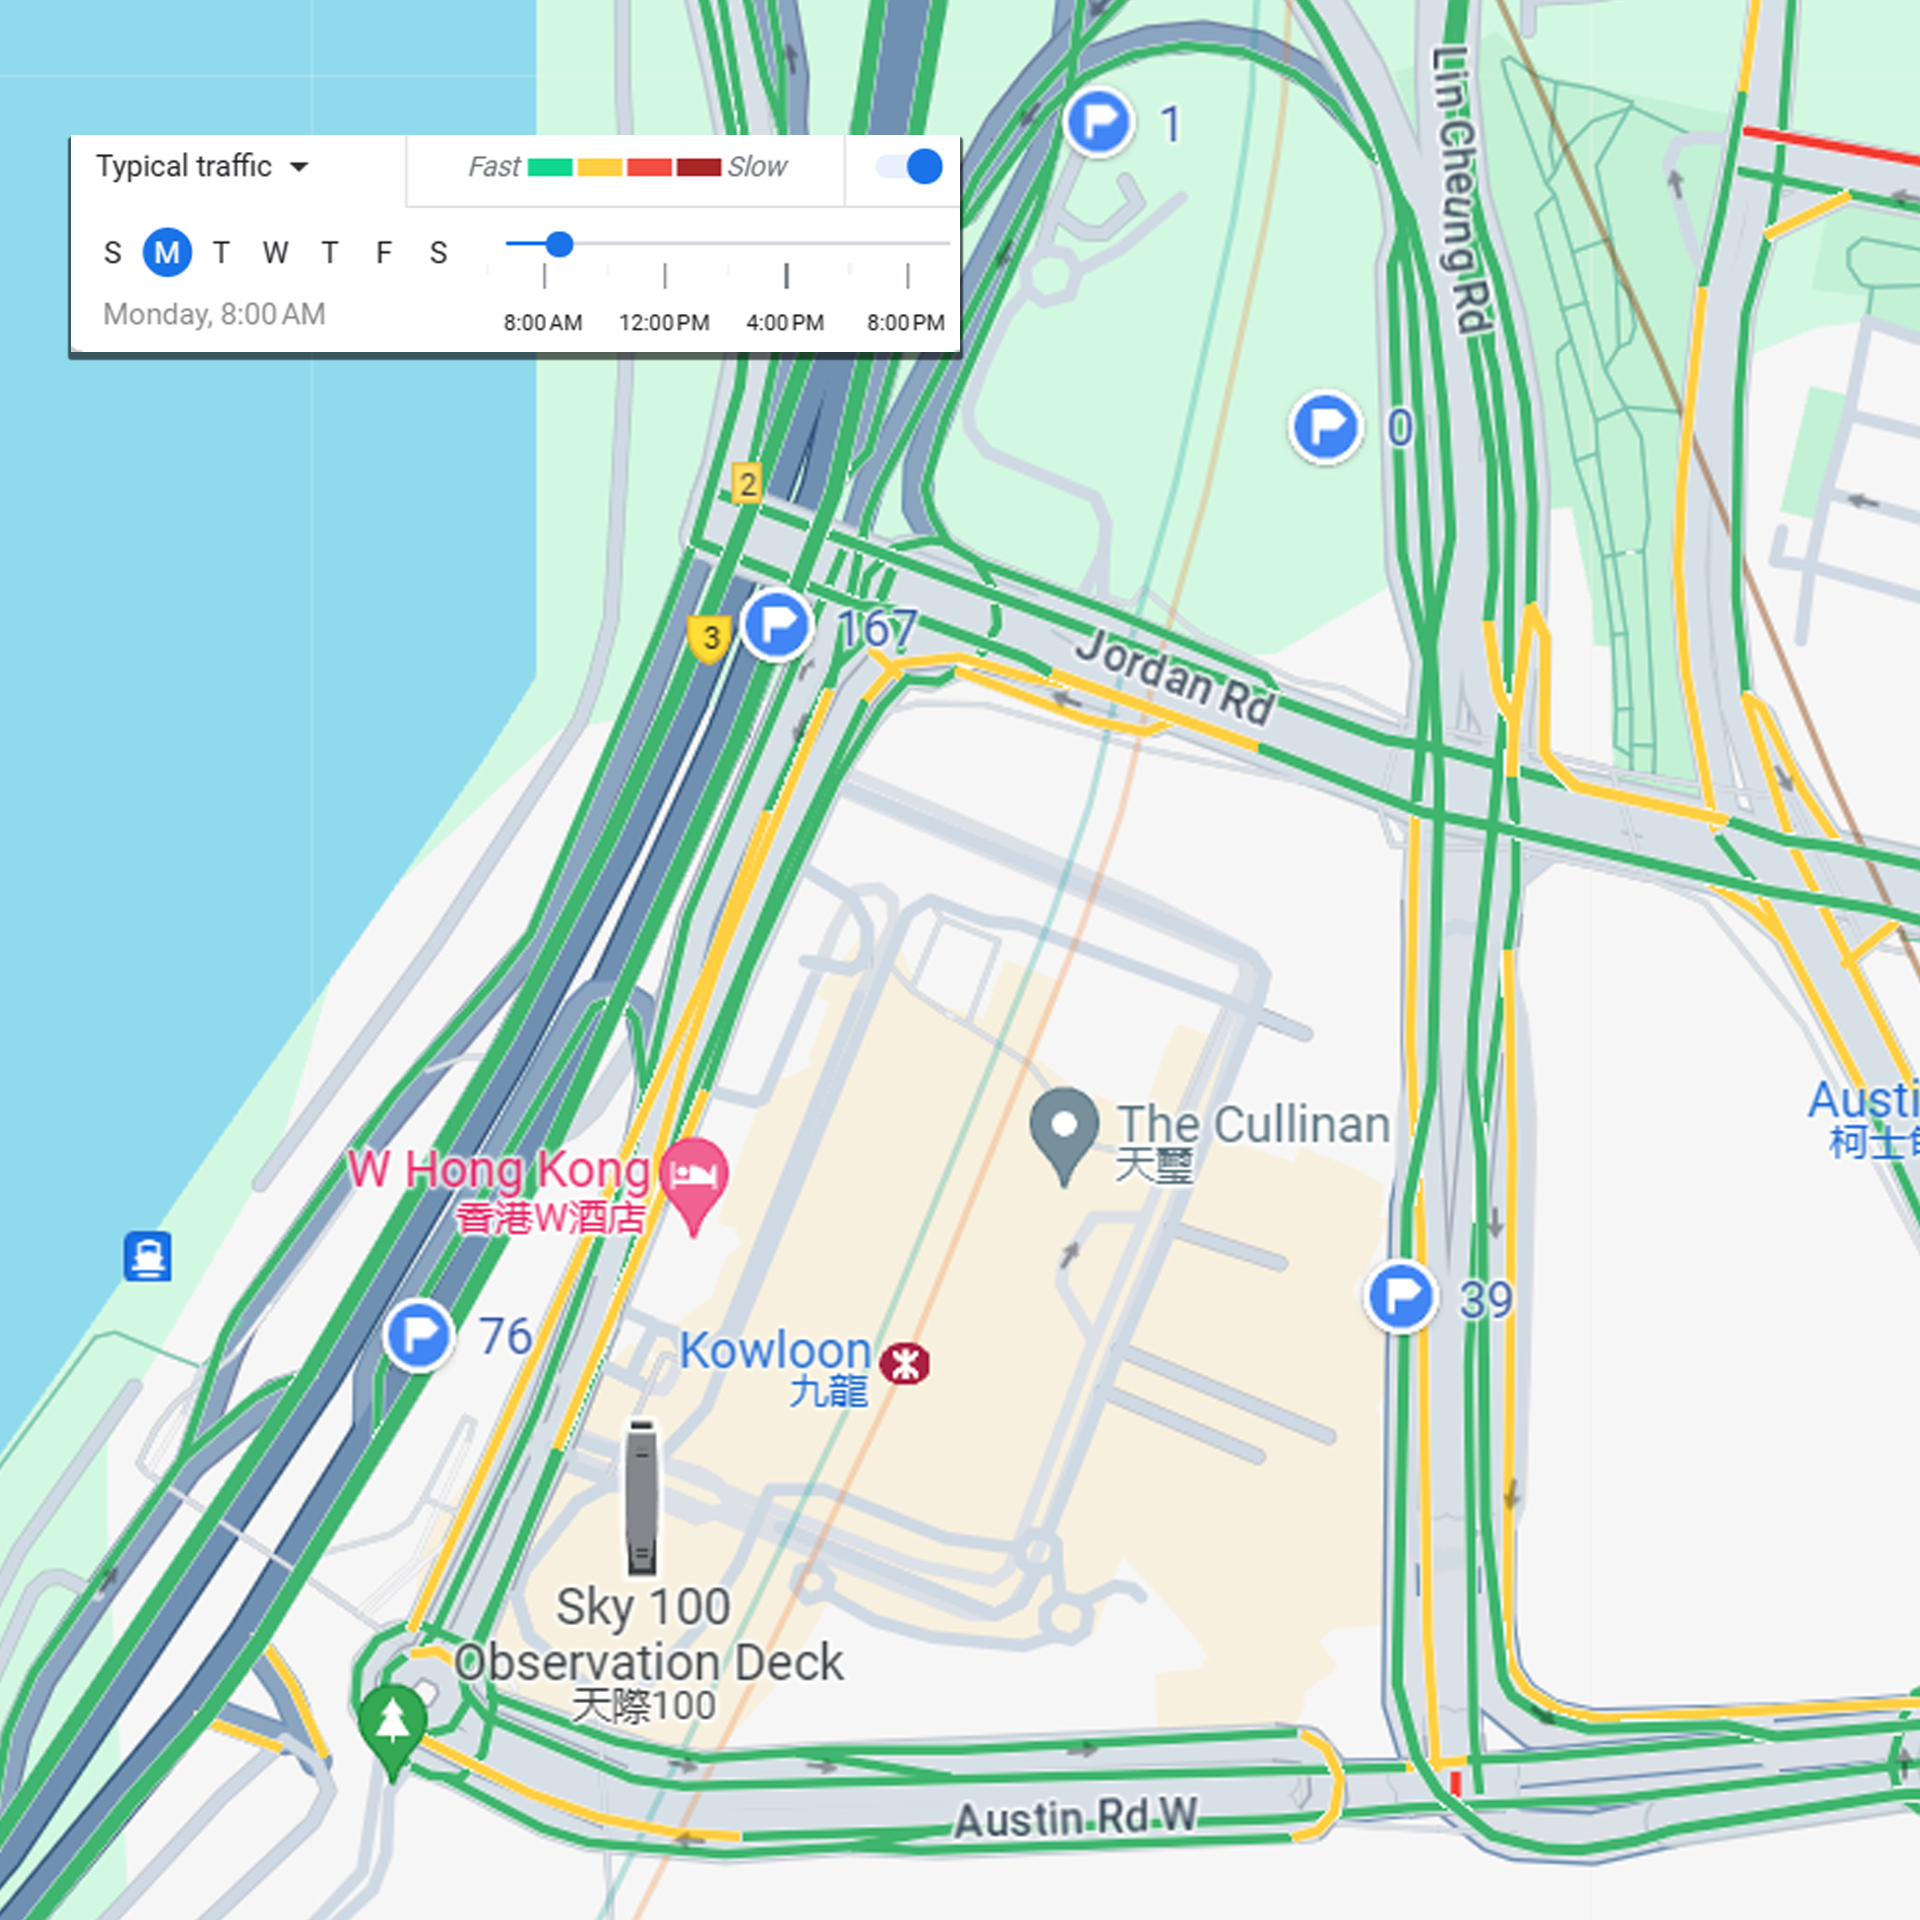 Typical traffic
Fast Slow
S M T W T F S
Monday, 8:00 AM
8:00 AM 12:00 PM 4:00 PM 8:00 PM
1
Lin Cheung Rd
0
2
3
167
Jordan Rd
The Cullinan
天璽
Austi
柯士
W Hong Kong
香港W酒店
76
39
Kowloon
九龍
Sky 100
Observation Deck
天際100
Austin Rd W